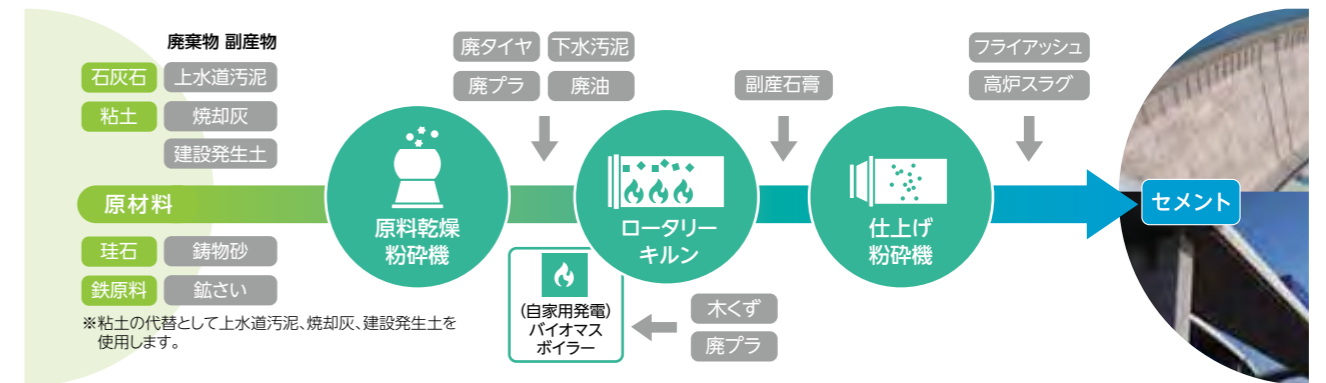 廃棄物 副産物
石灰石 上水道汚泥
粘土 焼却灰
建設発生土
原材料
珪石 鋳物砂
鉄原料 鉱さい
※粘土の代替として上水道汚泥、焼却灰、建設発生土を
使用します。
原料乾燥
粉砕機
廃タイヤ 下水汚泥
廃プラ 廃油
ロータリー
キルン
(自家用発電)
バイオマス
ボイラー
木くず
廃プラ
副産石膏
仕上げ
粉砕機
フライアッシュ
高炉スラグ
セメント